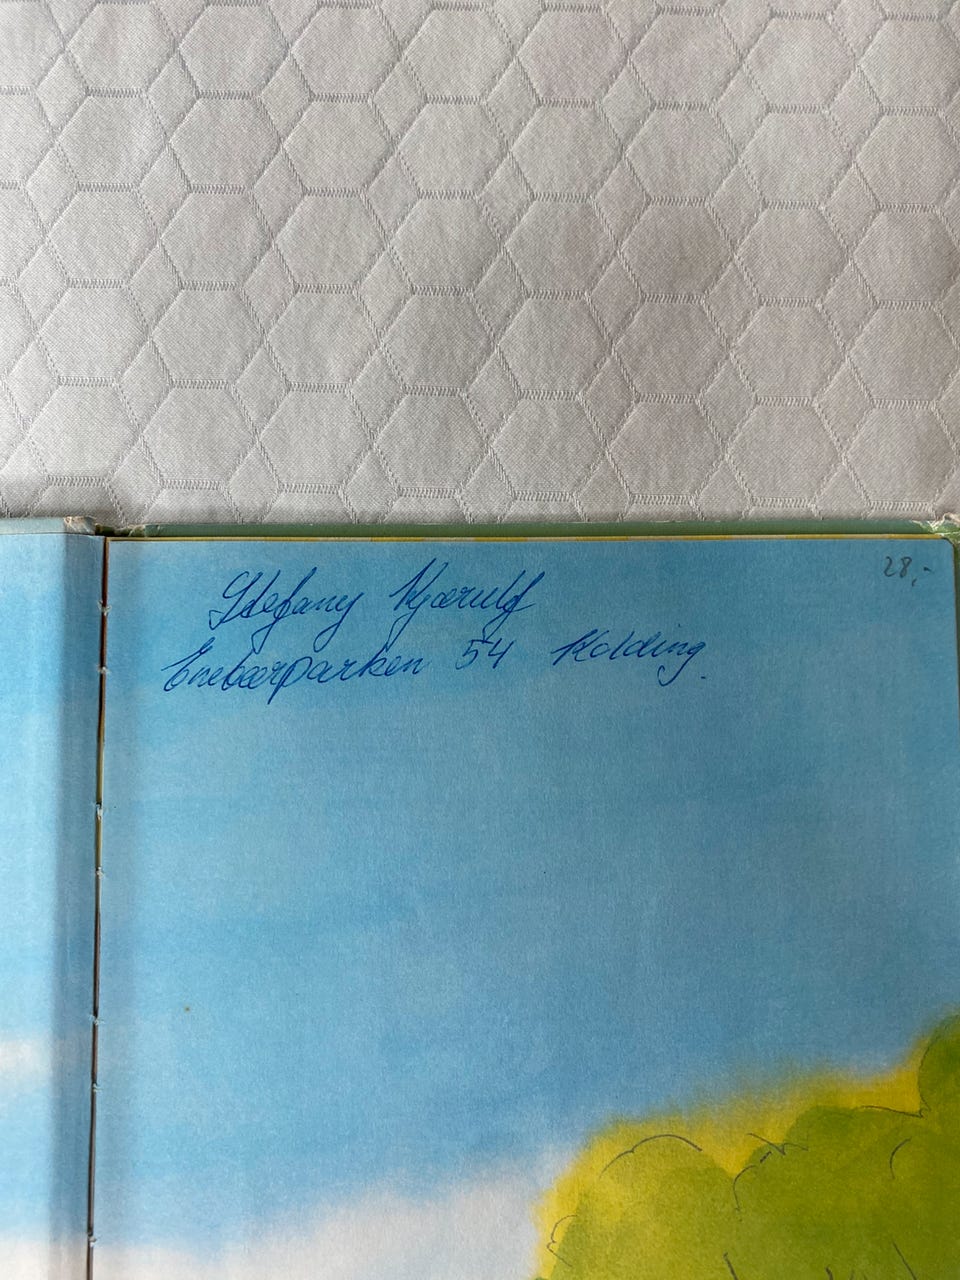 28,-
Stefany Kjærulf
Enebærparken 54 Kolding.